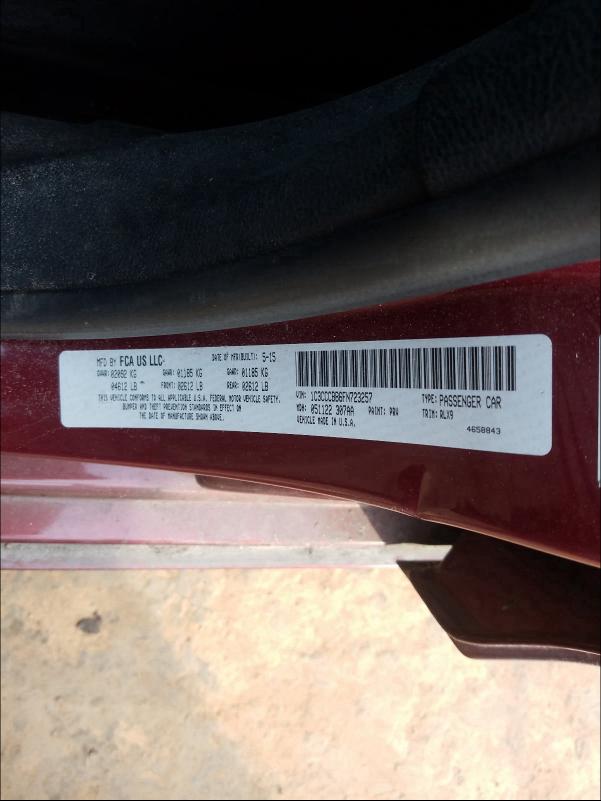 MFD BY FCA US LLC: DATE OF MFR(BUILT): 5-15
GVWR: 02092 KG GAWR: 01185 KG GAWR: 01185 KG
04612 LB FRONT: 02612 LB REAR: 02612 LB
THIS VEHICLE CONFORMS TO ALL APPLICABLE U.S.A. FEDERAL MOTOR VEHICLE SAFETY,
BUMPER AND THEFT PREVENTION STANDARDS IN EFFECT ON
THE DATE OF MANUFACTURE SHOWN ABOVE.
VIN: 1C3CCCBB6FN723257 TYPE: PASSENGER CAR
MDH: 051122 307AA PAINT: PRV TRIM: RLX9
VEHICLE MADE IN U.S.A. 4658843